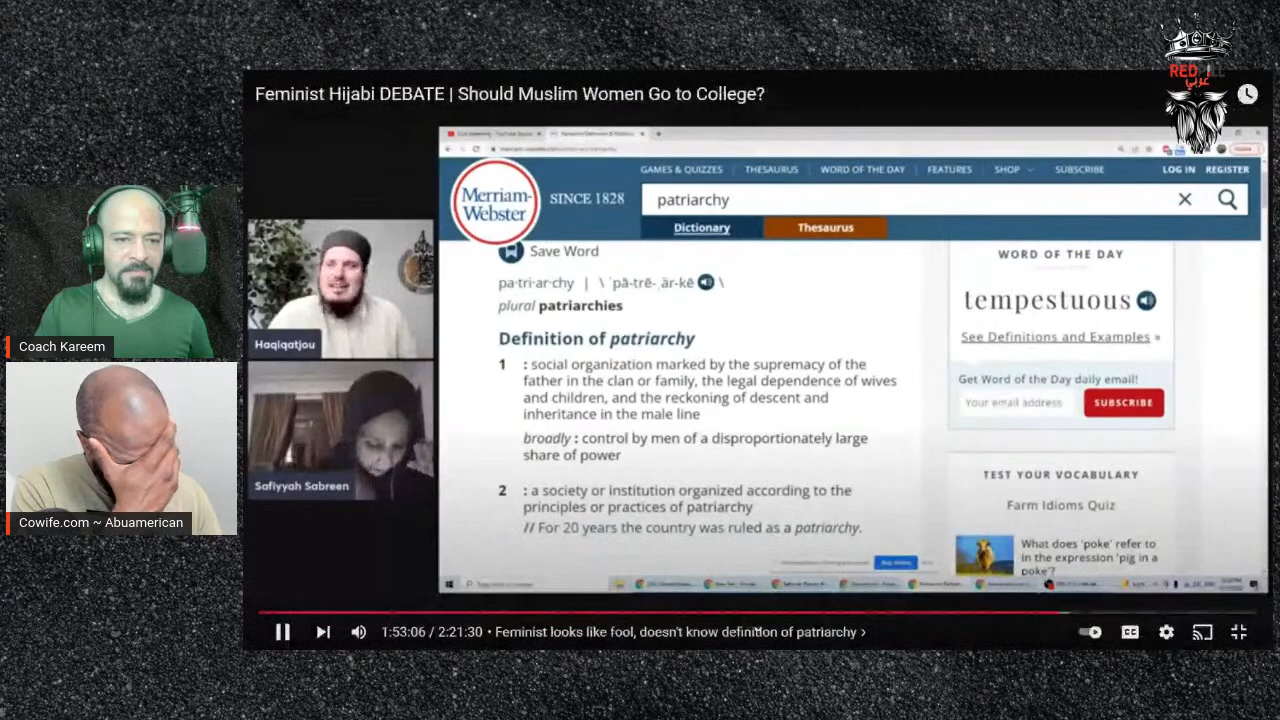 RED PILL
عربي
Feminist Hijabi DEBATE | Should Muslim Women Go to College?
GAMES & QUIZZES THESAURUS WORD OF THE DAY FEATURES SHOP SUBSCRIBE LOG IN REGISTER
Merriam-
Webster
SINCE 1828
patriarchy
Dictionary Thesaurus
Save Word
pa·tri·ar·chy | \ ˈpā-trē-ˌär-kē \
plural patriarchies
Definition of patriarchy
1 : social organization marked by the supremacy of the
father in the clan or family, the legal dependence of wives
and children, and the reckoning of descent and
inheritance in the male line
broadly : control by men of a disproportionately large
share of power
2 : a society or institution organized according to the
principles or practices of patriarchy
// For 20 years the country was ruled as a patriarchy.
WORD OF THE DAY
tempestuous
See Definitions and Examples »
Get Word of the Day daily email!
Your email address SUBSCRIBE
TEST YOUR VOCABULARY
Farm Idioms Quiz
What does 'poke' refer to
in the expression 'pig in a
poke'?
Coach Kareem
Haqiqatjou
Safiyyah Sabreen
Cowife.com ~ Abuamerican
1:53:06 / 2:21:30 • Feminist looks like fool, doesn't know definition of patriarchy ›
CC